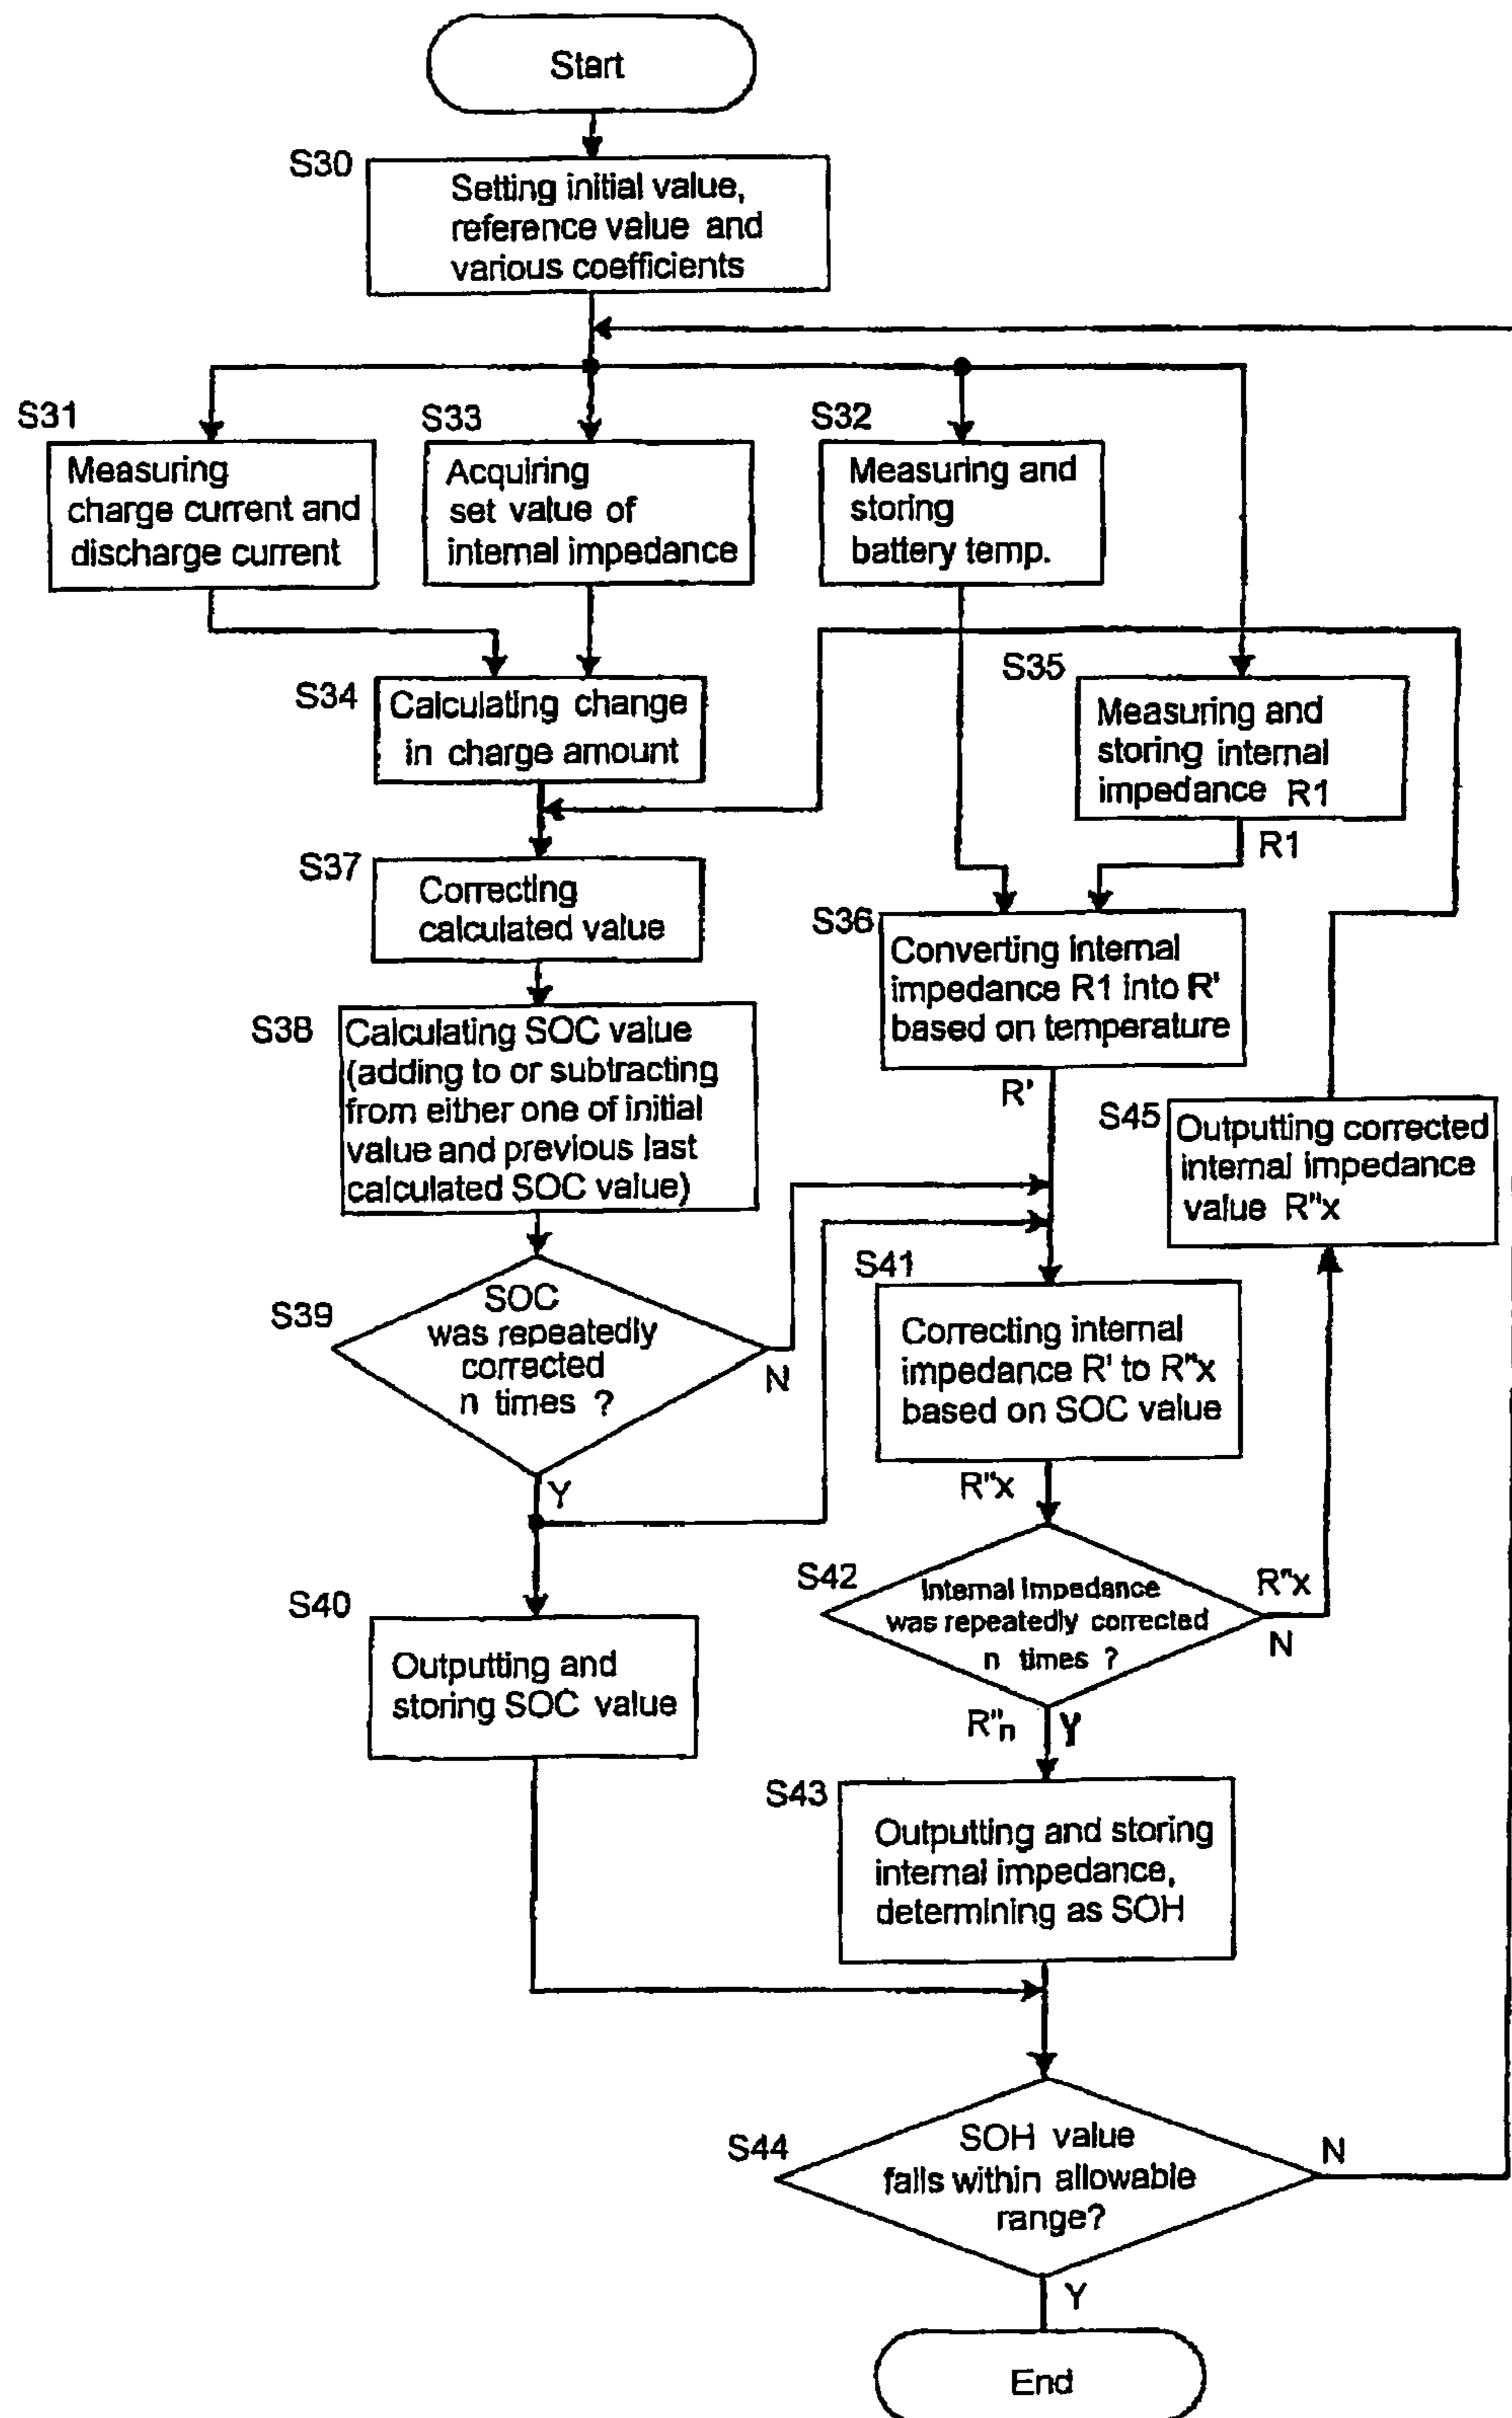 Start
S30
Setting initial value,
reference value and
various coefficients
S31
Measuring
charge current and
discharge current
S33
Acquiring
set value of
internal impedance
S32
Measuring and
storing
battery temp.
S34
Calculating change
in charge amount
S35
Measuring and
storing internal
impedance R1
R1
S37
Correcting
calculated value
S36
Converting internal
impedance R1 into R'
based on temperature
R'
S38
Calculating SOC value
(adding to or subtracting
from either one of initial
value and previous last
calculated SOC value)
S45
Outputting corrected
internal impedance
value R"x
S39
SOC
was repeatedly
corrected
n times ?
N
Y
S41
Correcting internal
impedance R' to R"x
based on SOC value
R"x
S42
Internal Impedance
was repeatedly corrected
n times ?
R"x
N
R"n
Y
S40
Outputting and
storing SOC value
S43
Outputting and storing
internal impedance,
determining as SOH
S44
SOH value
falls within allowable
range?
N
Y
End